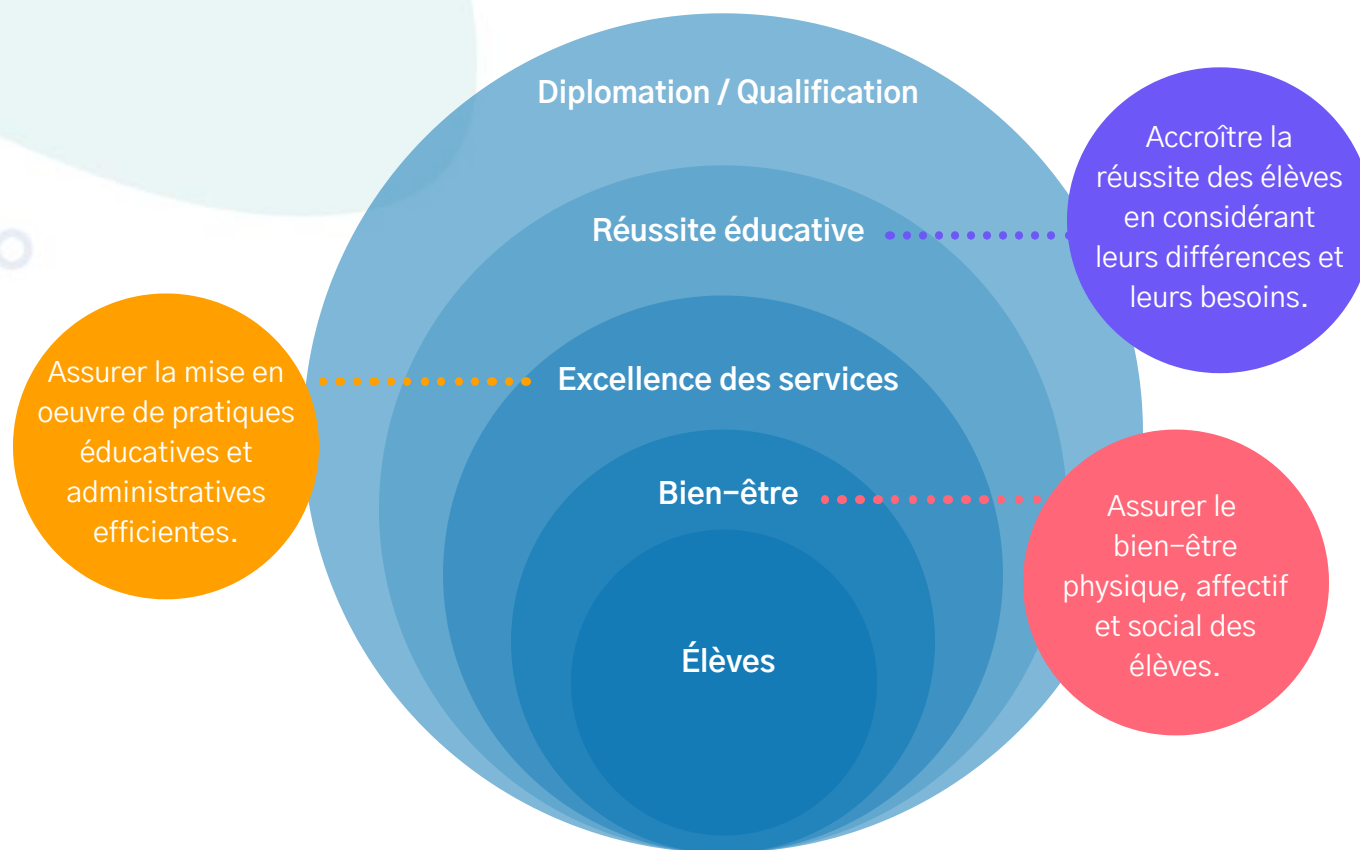 Diplomation / Qualification
Réussite éducative
Accroître la
réussite des élèves
en considérant
leurs différences et
leurs besoins.
Excellence des services
Assurer la mise en
oeuvre de pratiques
éducatives et
administratives
efficientes.
Bien-être
Assurer le
bien-être
physique, affectif
et social des
élèves.
Élèves